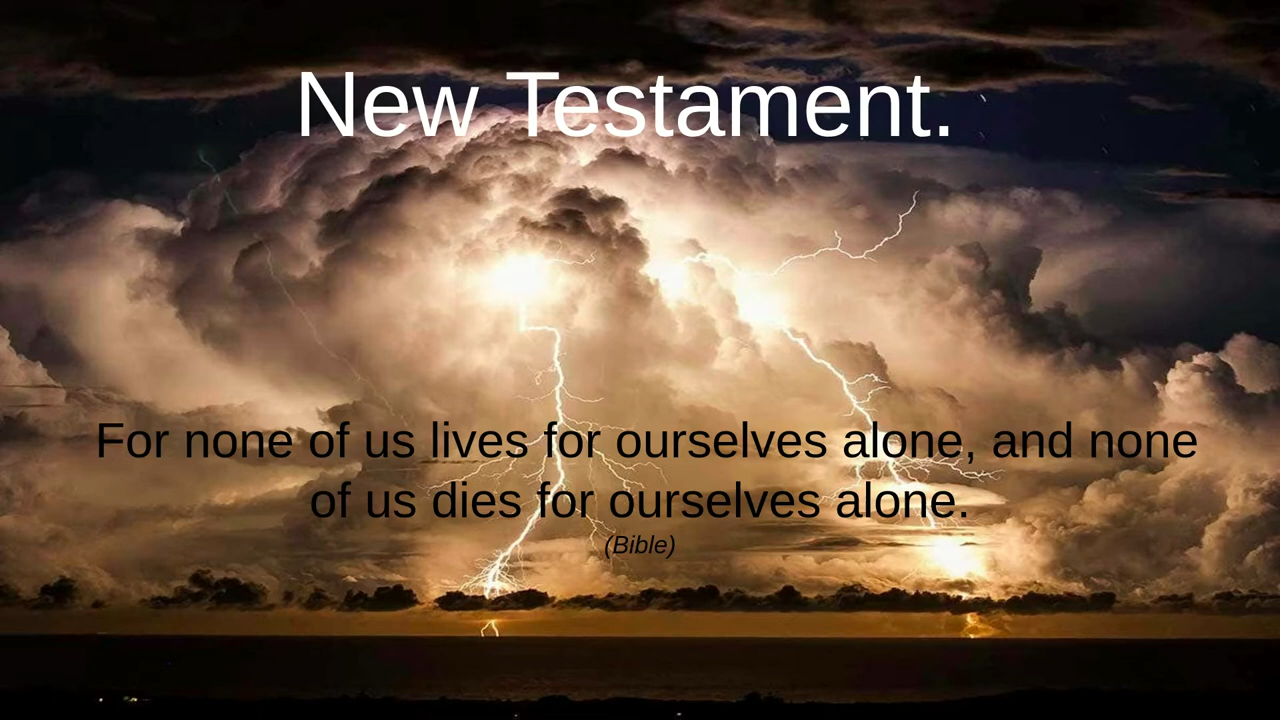 New Testament.
For none of us lives for ourselves alone, and none
of us dies for ourselves alone.
(Bible)